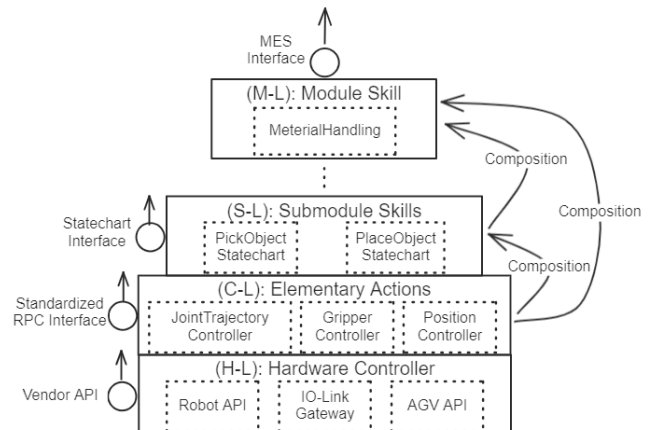 MES
Interface
(M-L): Module Skill
MeterialHandling
Composition
Composition
(S-L): Submodule Skills
Statechart
Interface
PickObject
Statechart
PlaceObject
Statechart
Composition
(C-L): Elementary Actions
Standardized
RPC Interface
JointTrajectory
Controller
Gripper
Controller
Position
Controller
(H-L): Hardware Controller
Vendor API
Robot API
IO-Link
Gateway
AGV API